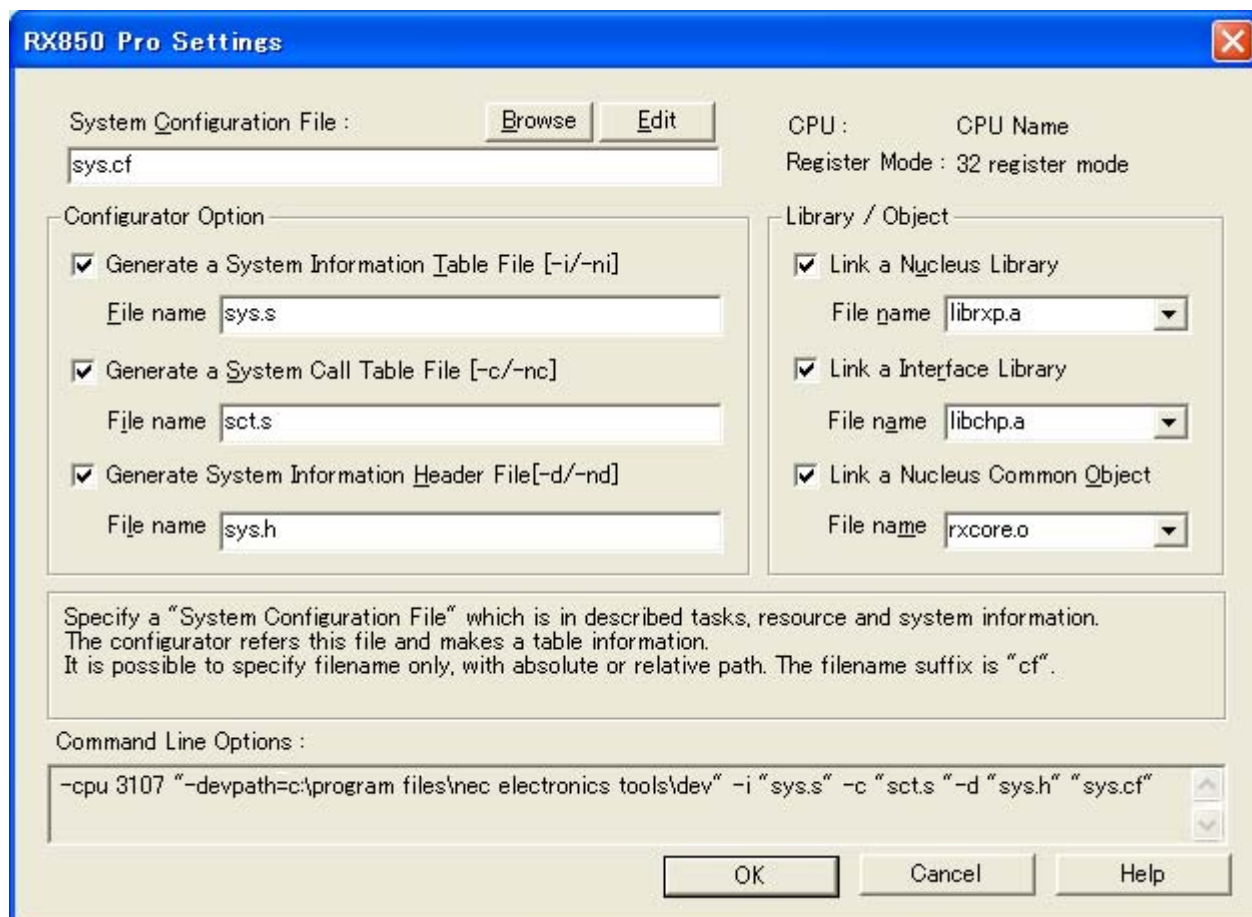 RX850 Pro Settings
System Configuration File :
Browse
Edit
sys.cf
CPU :
CPU Name
Register Mode :
32 register mode
Configurator Option
Generate a System Information Table File [-i/-ni]
File name
sys.s
Generate a System Call Table File [-c/-nc]
File name
sct.s
Generate System Information Header File[-d/-nd]
File name
sys.h
Library / Object
Link a Nucleus Library
File name
librxp.a
Link a Interface Library
File name
libchp.a
Link a Nucleus Common Object
File name
rxcore.o
Specify a "System Configuration File" which is in described tasks, resource and system information.
The configurator refers this file and makes a table information.
It is possible to specify filename only, with absolute or relative path. The filename suffix is "cf".
Command Line Options :
-cpu 3107 "-devpath=c:\program files\nec electronics tools\dev" -i "sys.s" -c "sct.s "-d "sys.h" "sys.cf"
OK
Cancel
Help